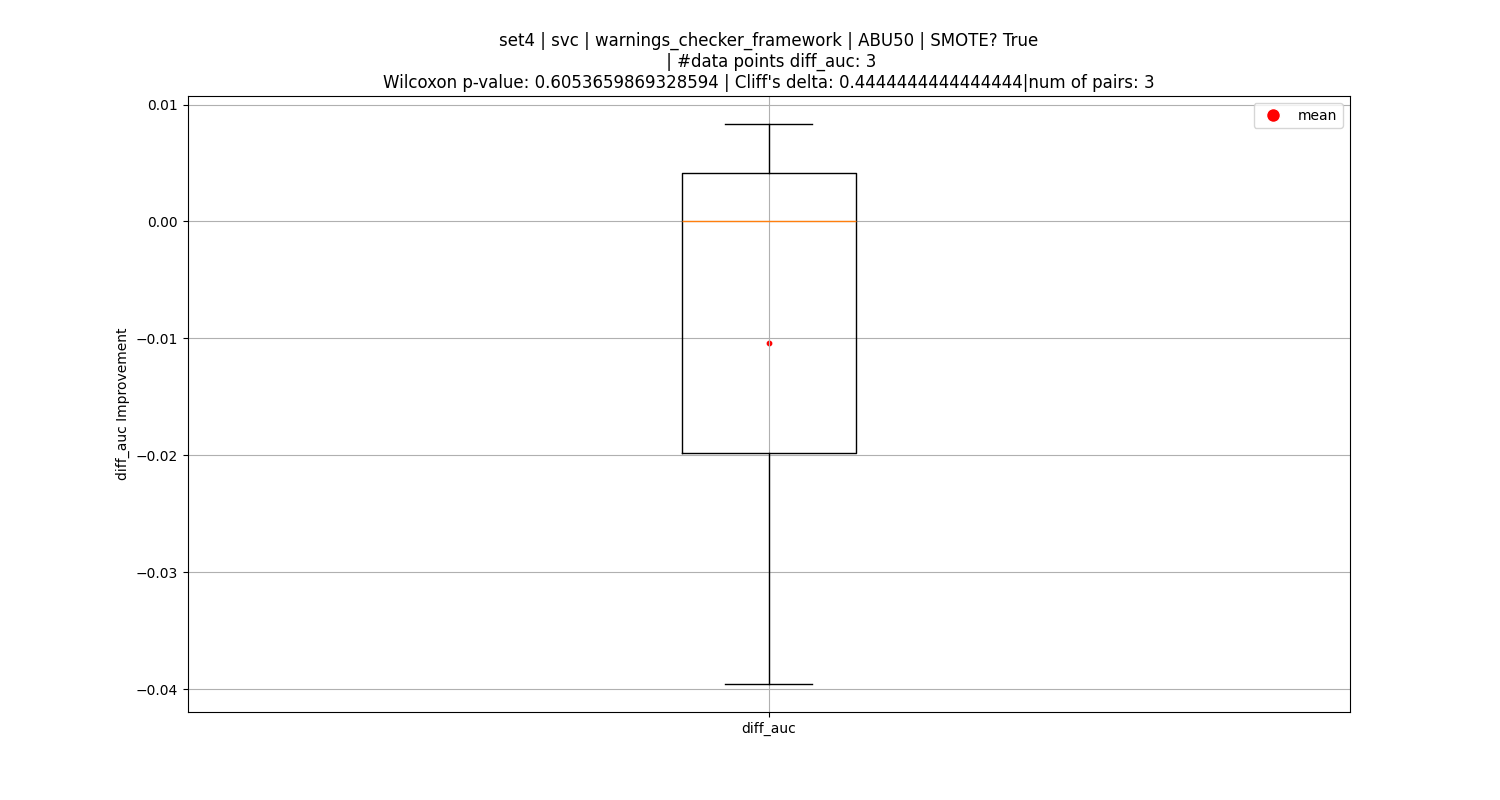 set4 | svc | warnings_checker_framework | ABU50 | SMOTE? True
| #data points diff_auc: 3
Wilcoxon p-value: 0.6053659869328594 | Cliff's delta: 0.4444444444444444|num of pairs: 3
mean
0.01
0.00
−0.01
−0.02
−0.03
−0.04
diff_auc Improvement
diff_auc